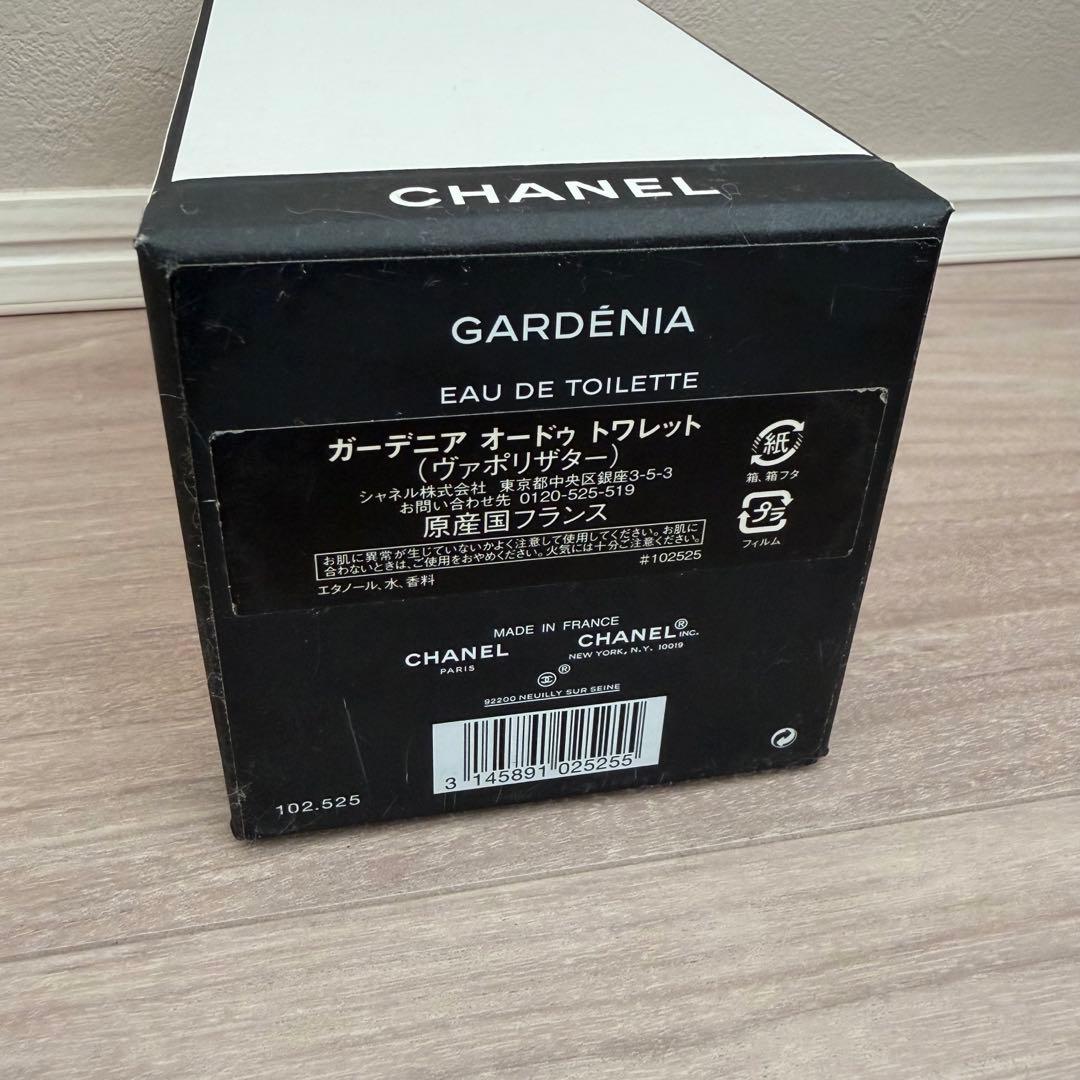 CHANEL
GARDÉNIA
EAU DE TOILETTE
ガーデニア オードゥ トワレット
(ヴァポリザター)
シャネル株式会社 東京都中央区銀座3-5-3
お問い合わせ先 0120-525-519
原産国フランス
お肌に異常が生じていないかよく注意して使用してください。お肌に
合わないときは、ご使用をおやめください。火気には十分ご注意ください。
#102525
エタノール、水、香料
紙
箱、箱フタ
プラ
フィルム
MADE IN FRANCE
CHANEL
PARIS
CHANEL® INC.
NEW YORK, N.Y. 10019
®
92200 NEUILLY SUR SEINE
3 145891 025255
102.525